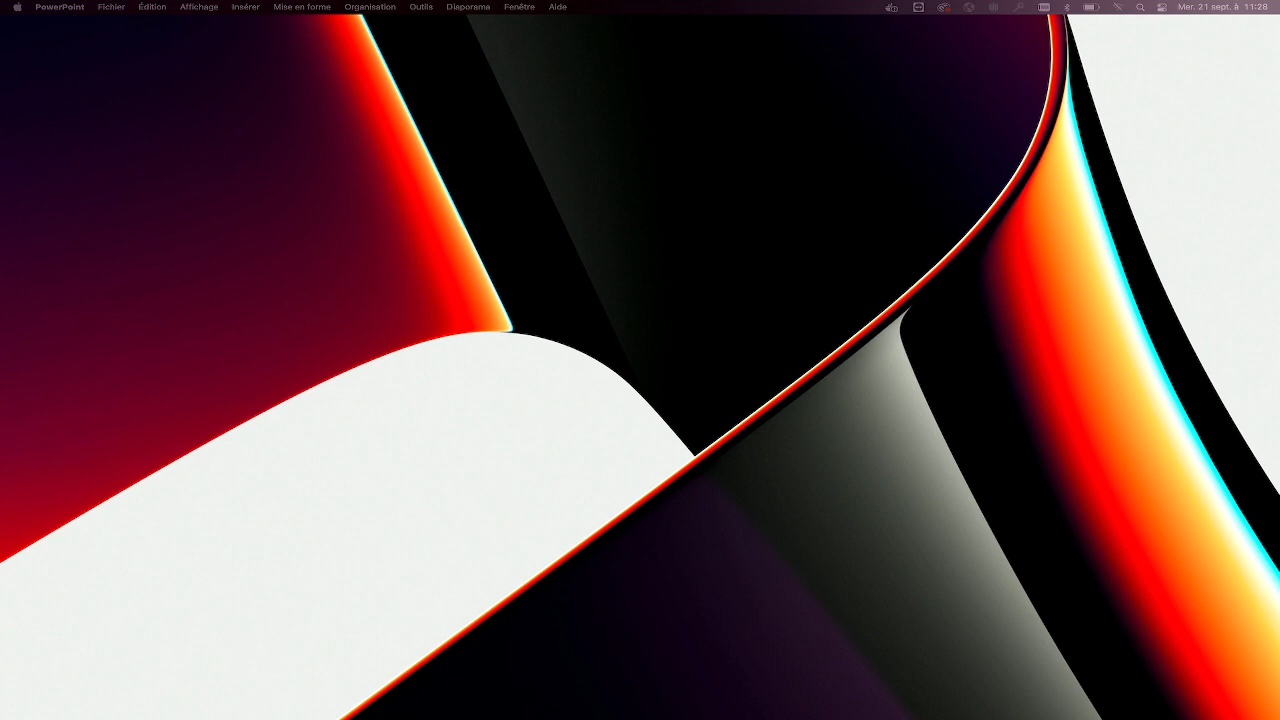 PowerPoint Fichier Édition Affichage Insérer Mise en forme Organisation Outils Diaporama Fenêtre Aide Mer. 21 sept. à 11:28